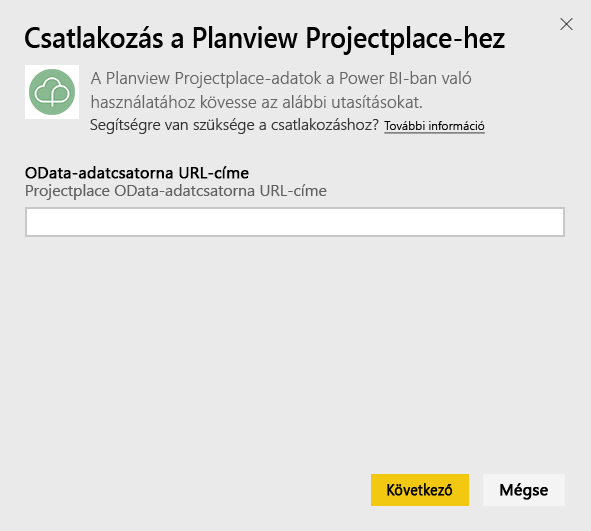 Csatlakozás a Planview Projectplace-hez
A Planview Projectplace-adatok a Power BI-ban való
használatához kövesse az alábbi utasításokat.
Segítségre van szüksége a csatlakozáshoz? További információ
OData-adatcsatorna URL-címe
Projectplace OData-adatcsatorna URL-címe
Következő Mégse